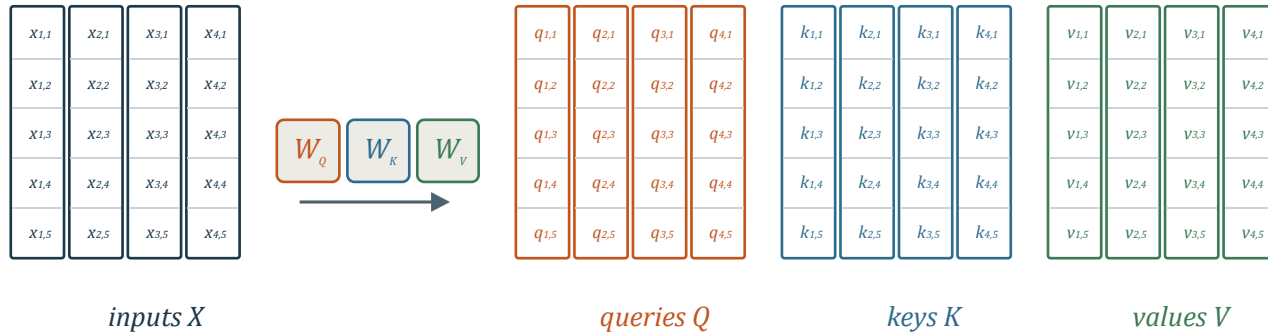 x1,1 x2,1 x3,1 x4,1 q1,1 q2,1 q3,1 q4,1 k1,1 k2,1 k3,1 k4,1 v1,1 v2,1 v3,1 v4,1
x1,2 x2,2 x3,2 x4,2 q1,2 q2,2 q3,2 q4,2 k1,2 k2,2 k3,2 k4,2 v1,2 v2,2 v3,2 v4,2
x1,3 x2,3 x3,3 x4,3 WQ WK WV q1,3 q2,3 q3,3 q4,3 k1,3 k2,3 k3,3 k4,3 v1,3 v2,3 v3,3 v4,3
x1,4 x2,4 x3,4 x4,4 q1,4 q2,4 q3,4 q4,4 k1,4 k2,4 k3,4 k4,4 v1,4 v2,4 v3,4 v4,4
x1,5 x2,5 x3,5 x4,5 q1,5 q2,5 q3,5 q4,5 k1,5 k2,5 k3,5 k4,5 v1,5 v2,5 v3,5 v4,5
inputs X queries Q keys K values V